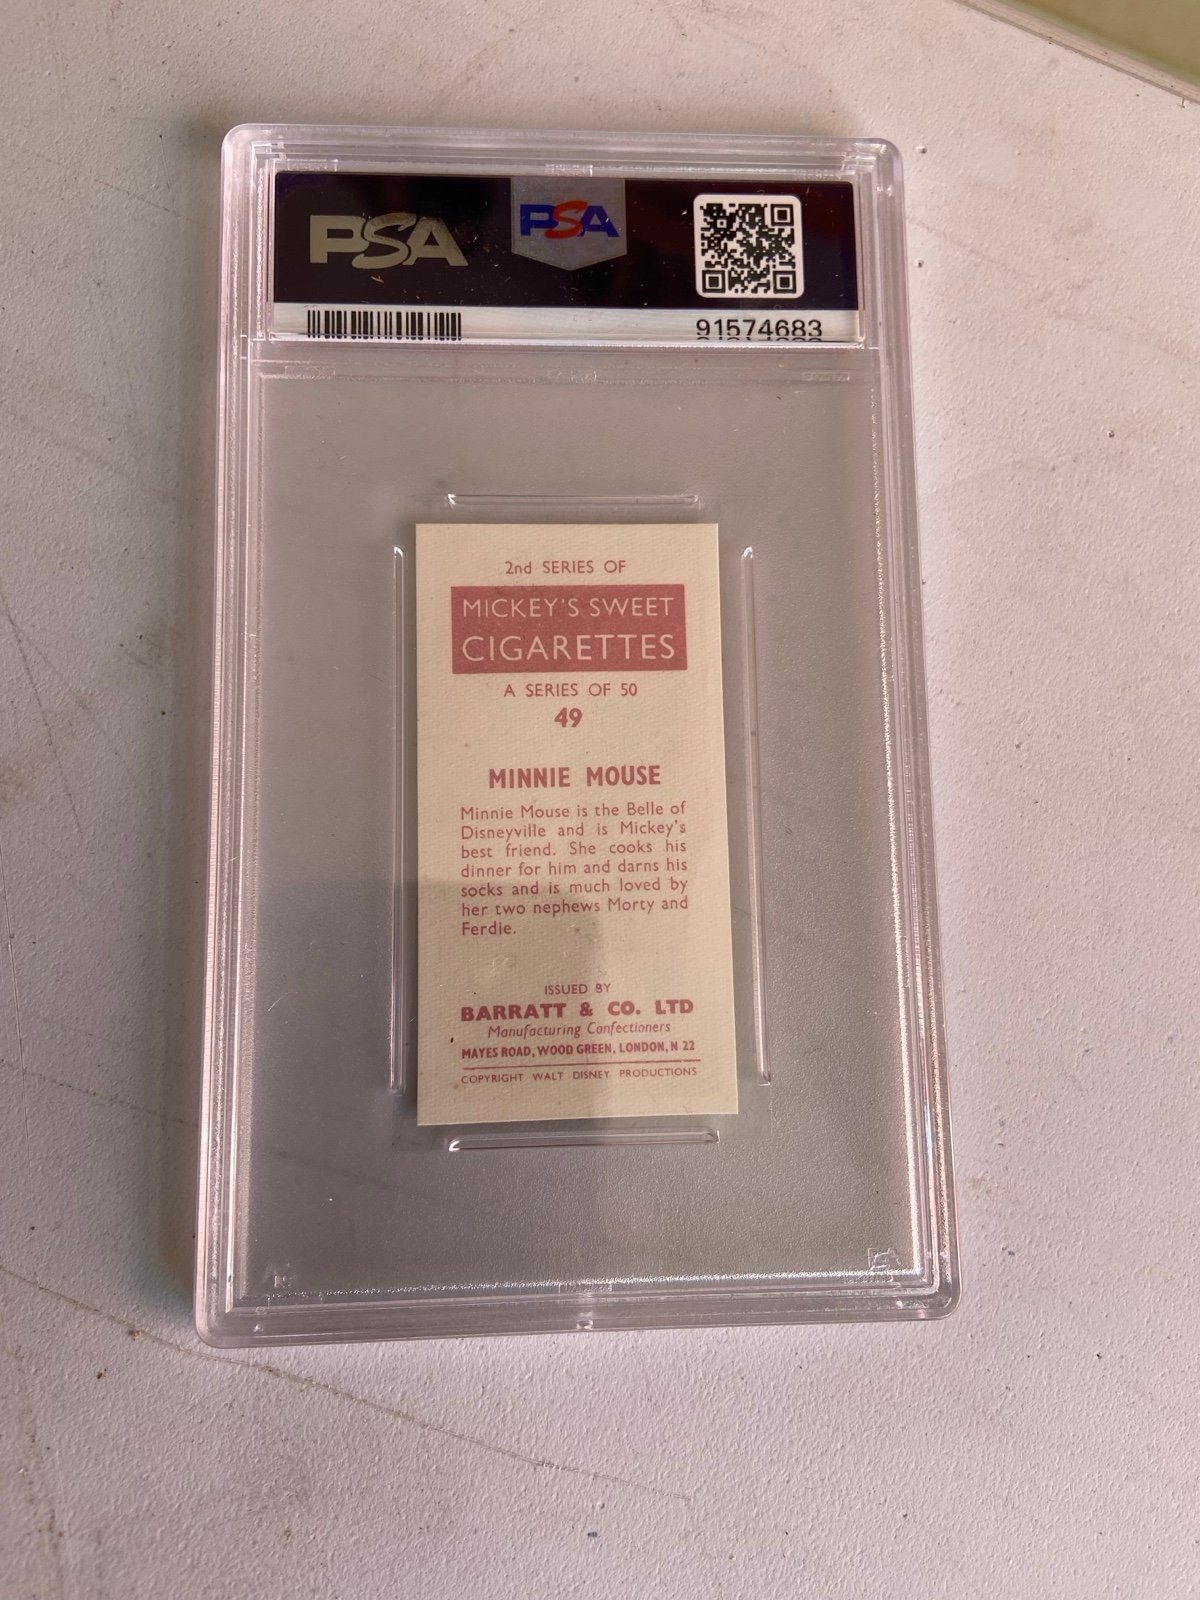 PSA PSA
91574683
2nd SERIES OF
MICKEY'S SWEET
CIGARETTES
A SERIES OF 50
49
MINNIE MOUSE
Minnie Mouse is the Belle of
Disneyville and is Mickey's
best friend. She cooks his
dinner for him and darns his
socks and is much loved by
her two nephews Morty and
Ferdie.
ISSUED BY
BARRATT & CO. LTD
Manufacturing Confectioners
MAYES ROAD, WOOD GREEN, LONDON, N 22
COPYRIGHT WALT DISNEY PRODUCTIONS